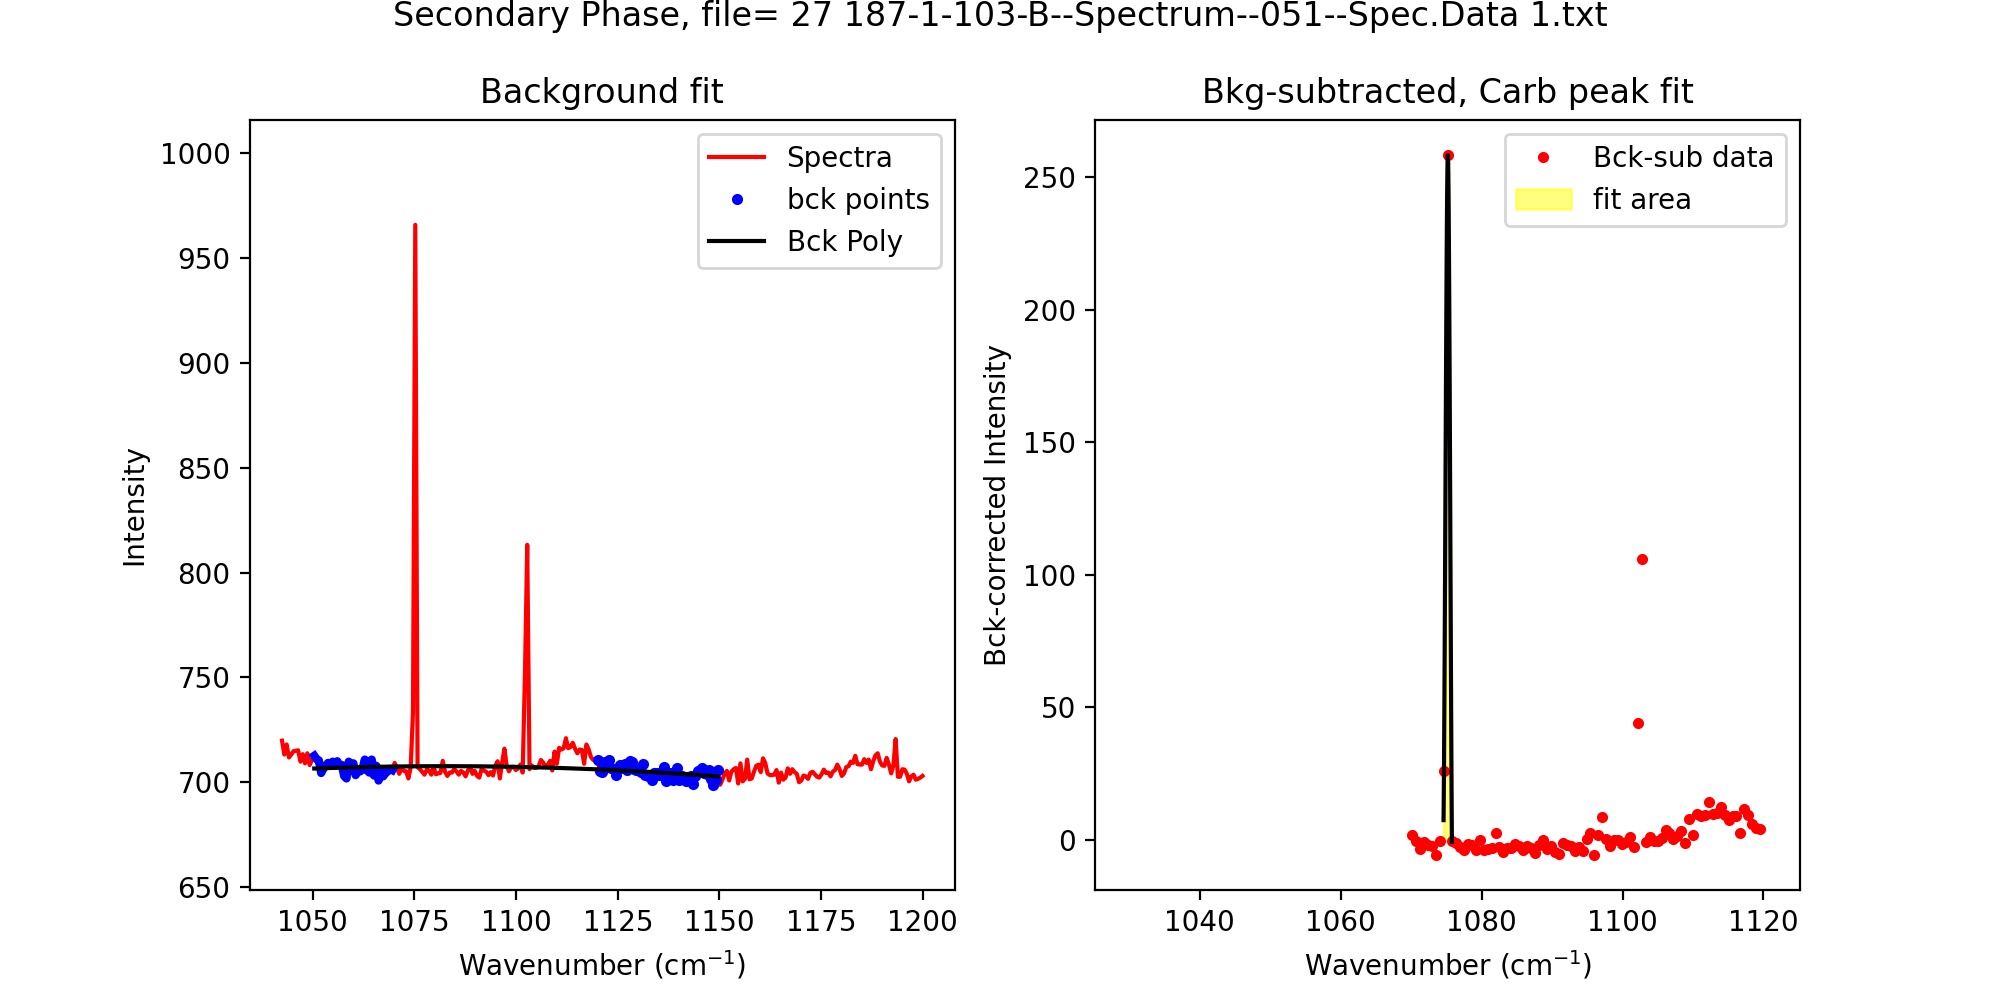 Secondary Phase, file= 27 187-1-103-B--Spectrum--051--Spec.Data 1.txt
Background fit
1000
950
900
850
800
750
700
650
Intensity
Spectra
bck points
Bck Poly
1050 1075 1100 1125 1150 1175 1200
Wavenumber (cm⁻¹)
Bkg-subtracted, Carb peak fit
250
200
150
100
50
0
Bck-corrected Intensity
Bck-sub data
fit area
1040 1060 1080 1100 1120
Wavenumber (cm⁻¹)